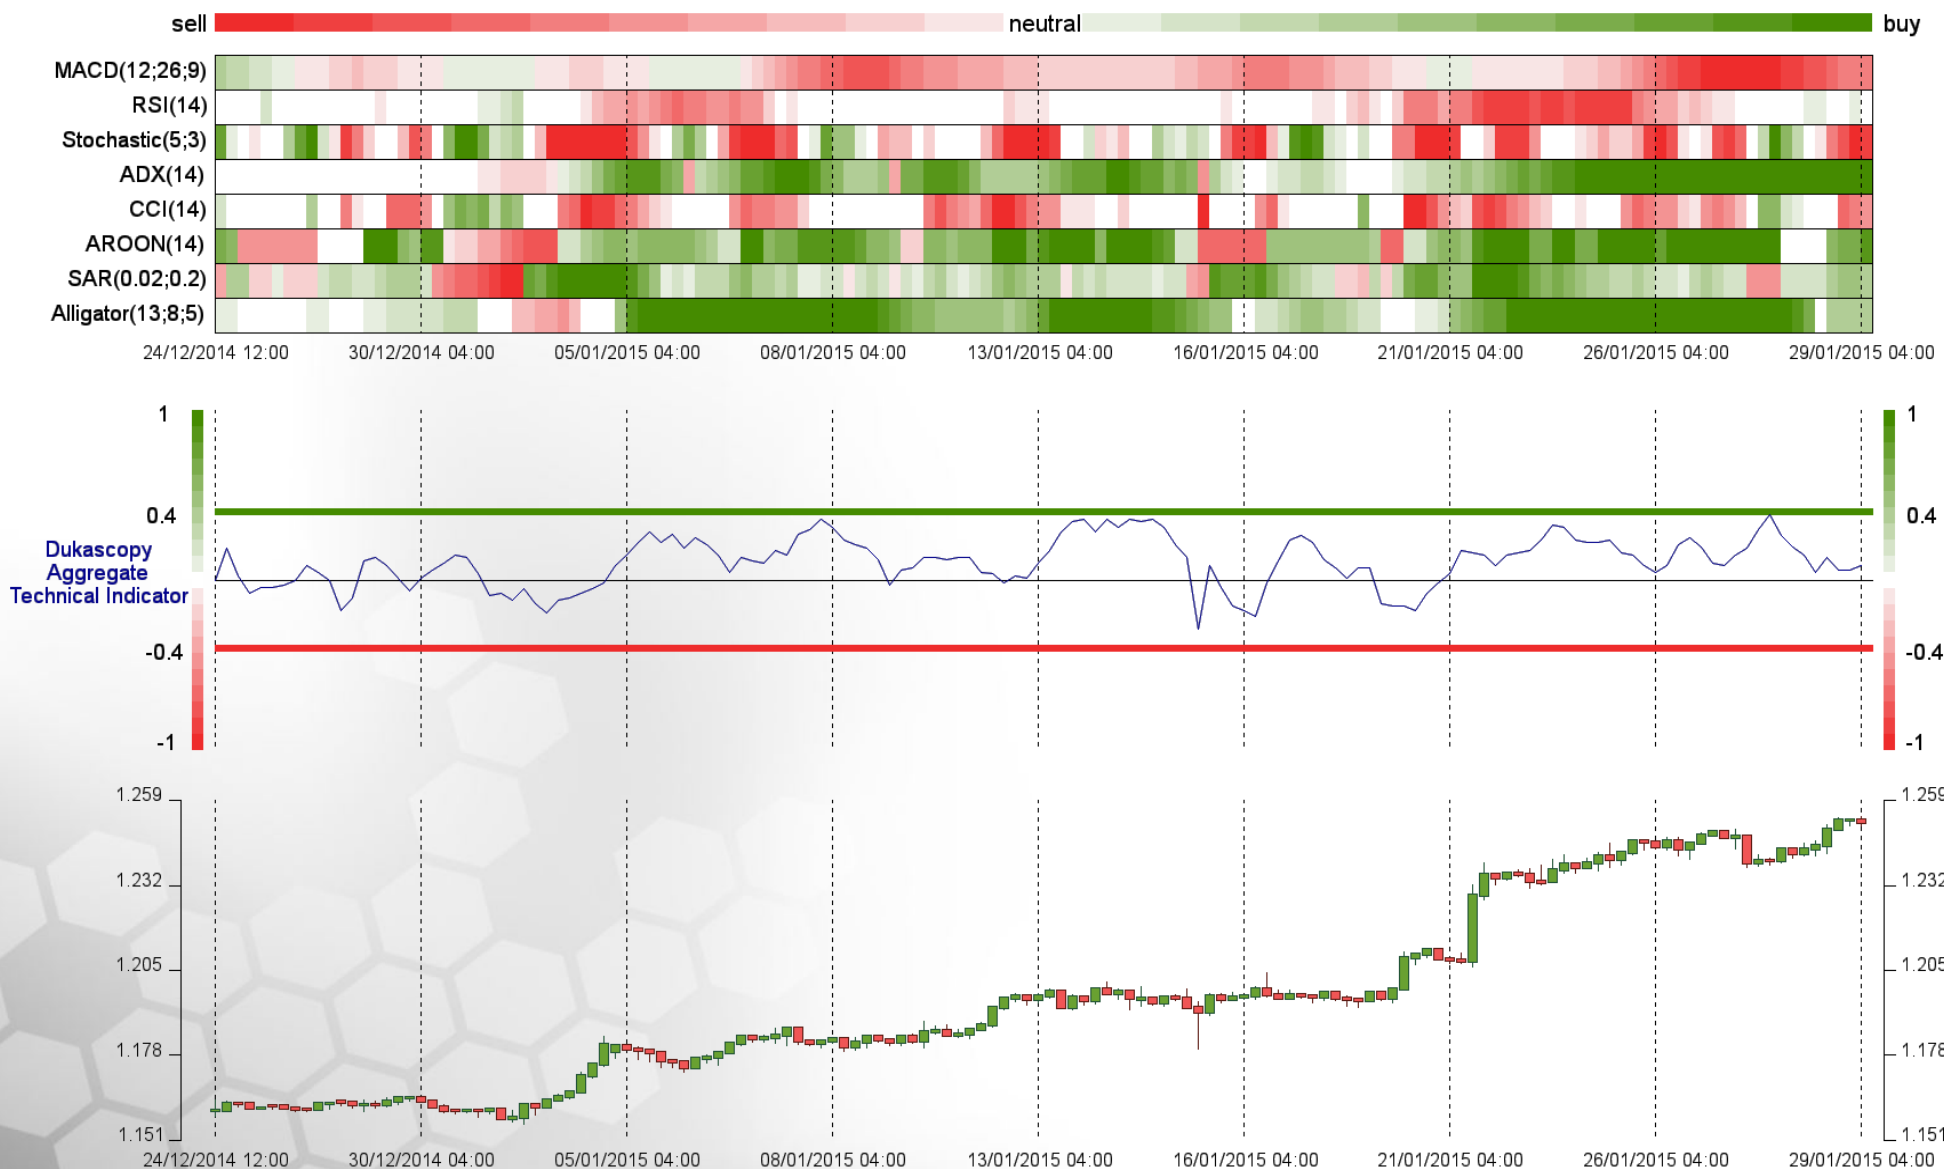 sell neutral buy
MACD(12;26;9)
RSI(14)
Stochastic(5;3)
ADX(14)
CCI(14)
AROON(14)
SAR(0.02;0.2)
Alligator(13;8;5)
24/12/2014 12:00 30/12/2014 04:00 05/01/2015 04:00 08/01/2015 04:00 13/01/2015 04:00 16/01/2015 04:00 21/01/2015 04:00 26/01/2015 04:00 29/01/2015 04:00
1 1
0.4 0.4
Dukascopy
Aggregate
Technical Indicator
-0.4 -0.4
-1 -1
1.259 1.259
1.232 1.232
1.205 1.205
1.178 1.178
1.151 1.151
24/12/2014 12:00 30/12/2014 04:00 05/01/2015 04:00 08/01/2015 04:00 13/01/2015 04:00 16/01/2015 04:00 21/01/2015 04:00 26/01/2015 04:00 29/01/2015 04:00